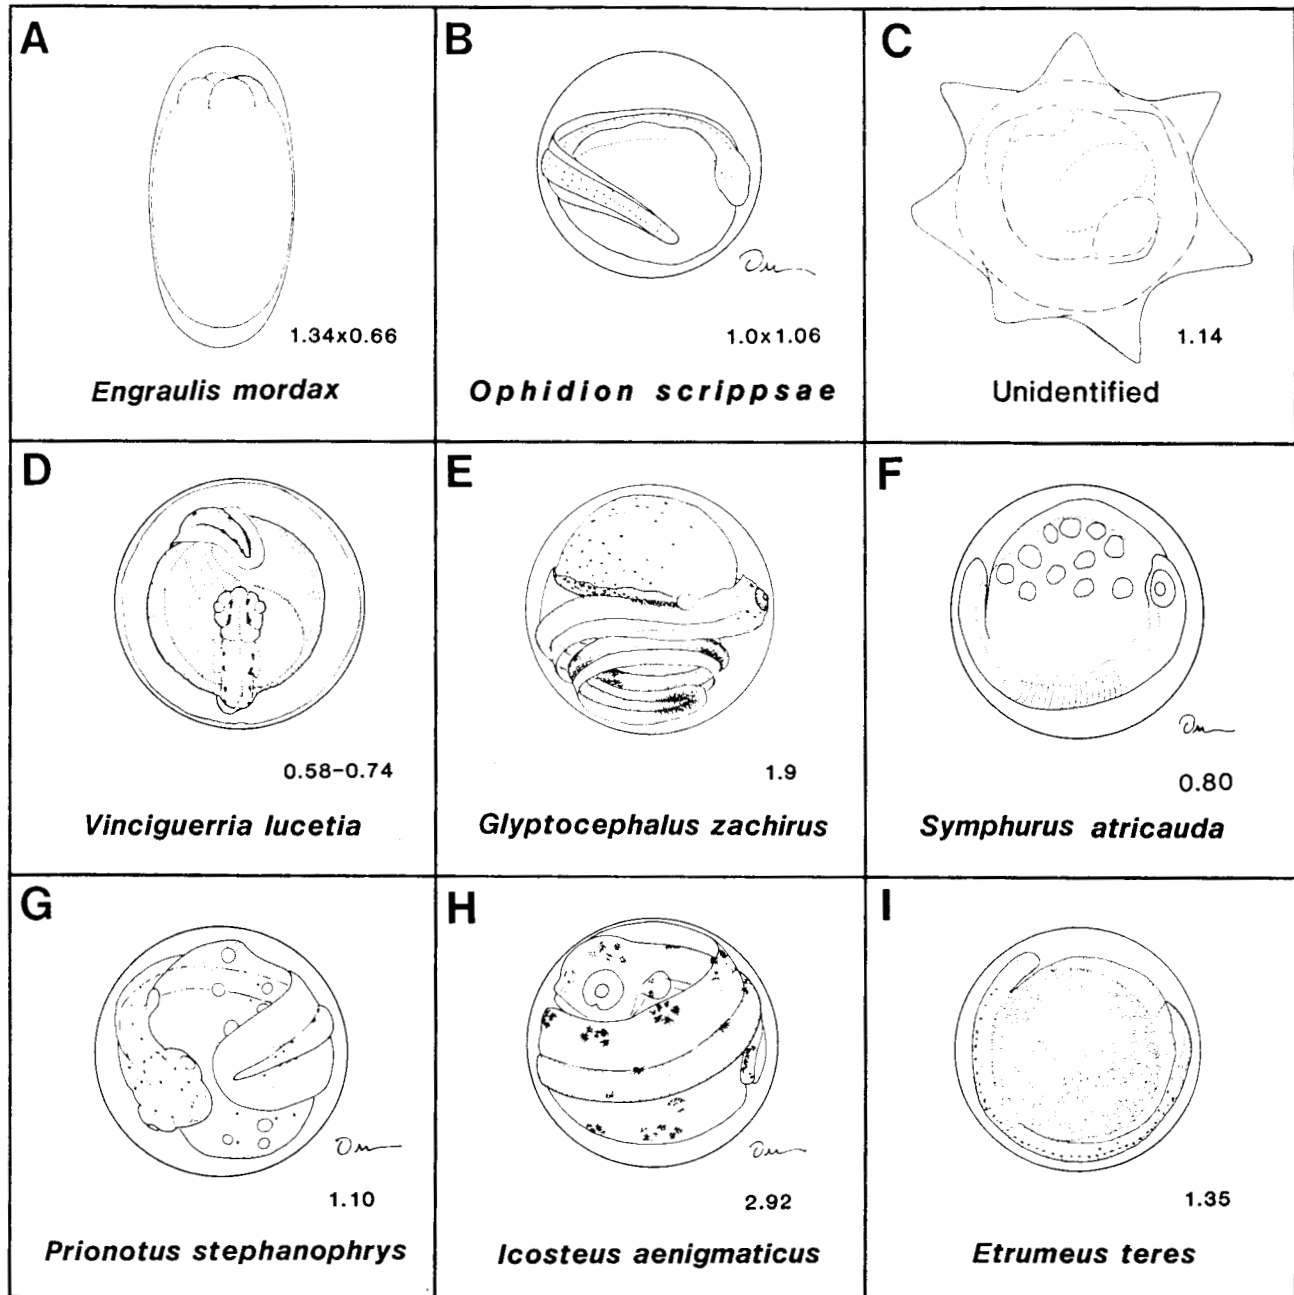 A
1.34x0.66
Engraulis mordax
B
1.0x1.06
Ophidion scrippsae
C
1.14
Unidentified
D
0.58-0.74
Vinciguerria lucetia
E
1.9
Glyptocephalus zachirus
F
0.80
Symphurus atricauda
G
1.10
Prionotus stephanophrys
H
2.92
Icosteus aenigmaticus
I
1.35
Etrumeus teres